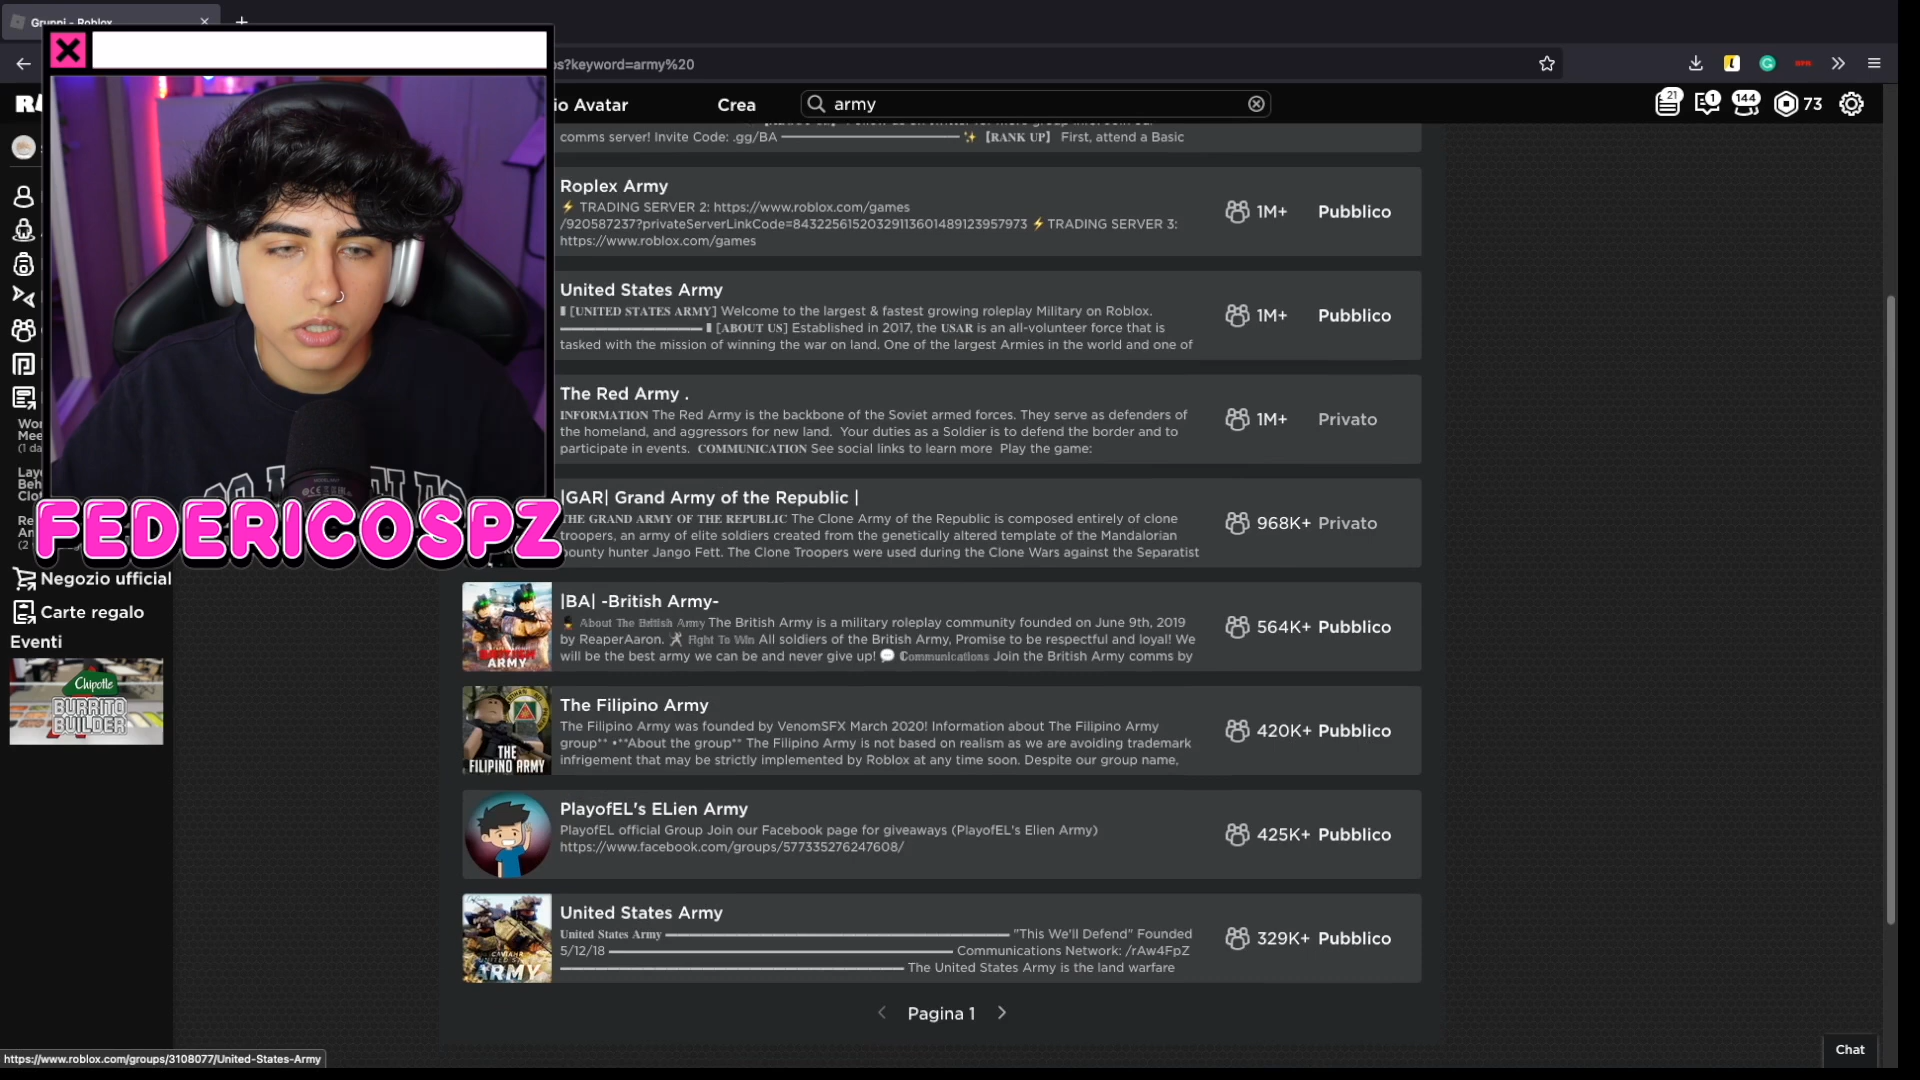 Gruppi - Roblox
s?keyword=army%20
io Avatar
Crea
army
21
1
144
73
comms server! Invite Code: .gg/BA ━━━━━━━━━━━━━━━ ✨【RANK UP】 First, attend a Basic
Roplex Army
⚡ TRADING SERVER 2: https://www.roblox.com/games
/920587237?privateServerLinkCode=84322561520329113601489123957973 ⚡TRADING SERVER 3:
https://www.roblox.com/games
1M+
Pubblico
United States Army
[UNITED STATES ARMY] Welcome to the largest & fastest growing roleplay Military on Roblox.
━━━━━━━━━━━━ [ABOUT US] Established in 2017, the USAR is an all-volunteer force that is
tasked with the mission of winning the war on land. One of the largest Armies in the world and one of
1M+
Pubblico
The Red Army .
INFORMATION The Red Army is the backbone of the Soviet armed forces. They serve as defenders of
the homeland, and aggressors for new land. Your duties as a Soldier is to defend the border and to
participate in events. COMMUNICATION See social links to learn more Play the game:
1M+
Privato
|GAR| Grand Army of the Republic |
THE GRAND ARMY OF THE REPUBLIC The Clone Army of the Republic is composed entirely of clone
troopers, an army of elite soldiers created from the genetically altered template of the Mandalorian
bounty hunter Jango Fett. The Clone Troopers were used during the Clone Wars against the Separatist
968K+
Privato
FEDERICOSPZ
Negozio ufficial
Carte regalo
Eventi
Chipotle
BURRITO
BUILDER
|BA| -British Army-
About The British Army The British Army is a military roleplay community founded on June 9th, 2019
by ReaperAaron. Fight To Win All soldiers of the British Army, Promise to be respectful and loyal! We
will be the best army we can be and never give up! 💬 Communications Join the British Army comms by
564K+
Pubblico
BRITISH
ARMY
The Filipino Army
The Filipino Army was founded by VenomSFX March 2020! Information about The Filipino Army
group** •**About the group** The Filipino Army is not based on realism as we are avoiding trademark
infrigement that may be strictly implemented by Roblox at any time soon. Despite our group name,
420K+
Pubblico
THE
FILIPINO ARMY
PlayofEL's ELien Army
PlayofEL official Group Join our Facebook page for giveaways (PlayofEL's Elien Army)
https://www.facebook.com/groups/577335276247608/
425K+
Pubblico
United States Army
United States Army ━━━━━━━━━━━━━━━━━━━━━━━━━━━━━ "This We'll Defend" Founded
5/12/18 ━━━━━━━━━━━━━━━━━━━━━━━━━━━━━ Communications Network: /rAw4FpZ
━━━━━━━━━━━━━━━━━━━━━━━━━━━━━ The United States Army is the land warfare
329K+
Pubblico
ARMY
Pagina 1
Chat
https://www.roblox.com/groups/3108077/United-States-Army